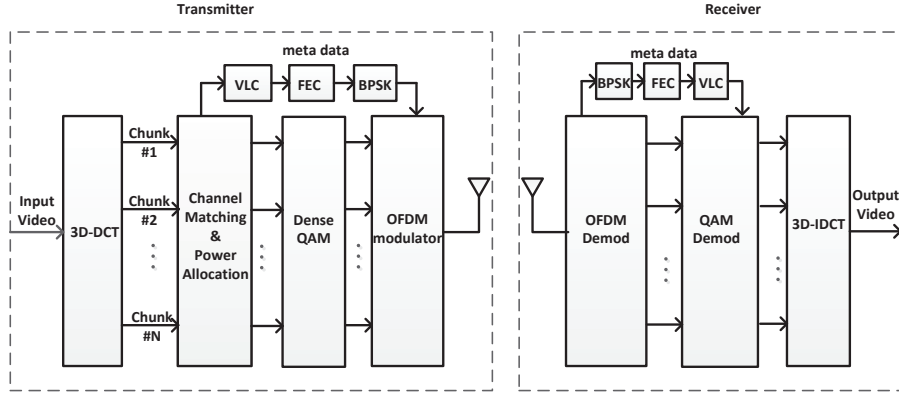 Transmitter
Receiver
meta data
VLC
FEC
BPSK
meta data
BPSK
FEC
VLC
Input
Video
3D-DCT
Chunk
#1
Chunk
#2
Chunk
#N
Channel
Matching
&
Power
Allocation
Dense
QAM
OFDM
modulator
OFDM
Demod
QAM
Demod
3D-IDCT
Output
Video